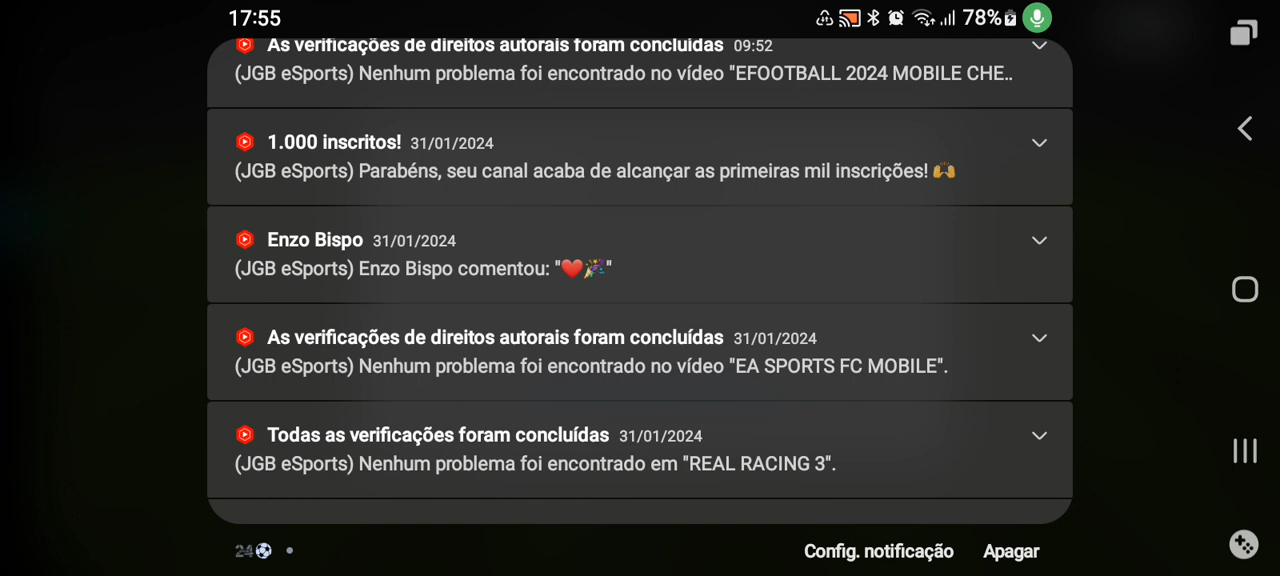 17:55
78%
As verificações de direitos autorais foram concluídas 09:52
(JGB eSports) Nenhum problema foi encontrado no vídeo "EFOOTBALL 2024 MOBILE CHE..
1.000 inscritos! 31/01/2024
(JGB eSports) Parabéns, seu canal acaba de alcançar as primeiras mil inscrições! 🙌
Enzo Bispo 31/01/2024
(JGB eSports) Enzo Bispo comentou: "❤️🎉"
As verificações de direitos autorais foram concluídas 31/01/2024
(JGB eSports) Nenhum problema foi encontrado no vídeo "EA SPORTS FC MOBILE".
Todas as verificações foram concluídas 31/01/2024
(JGB eSports) Nenhum problema foi encontrado em "REAL RACING 3".
24⚽ •
Config. notificação Apagar